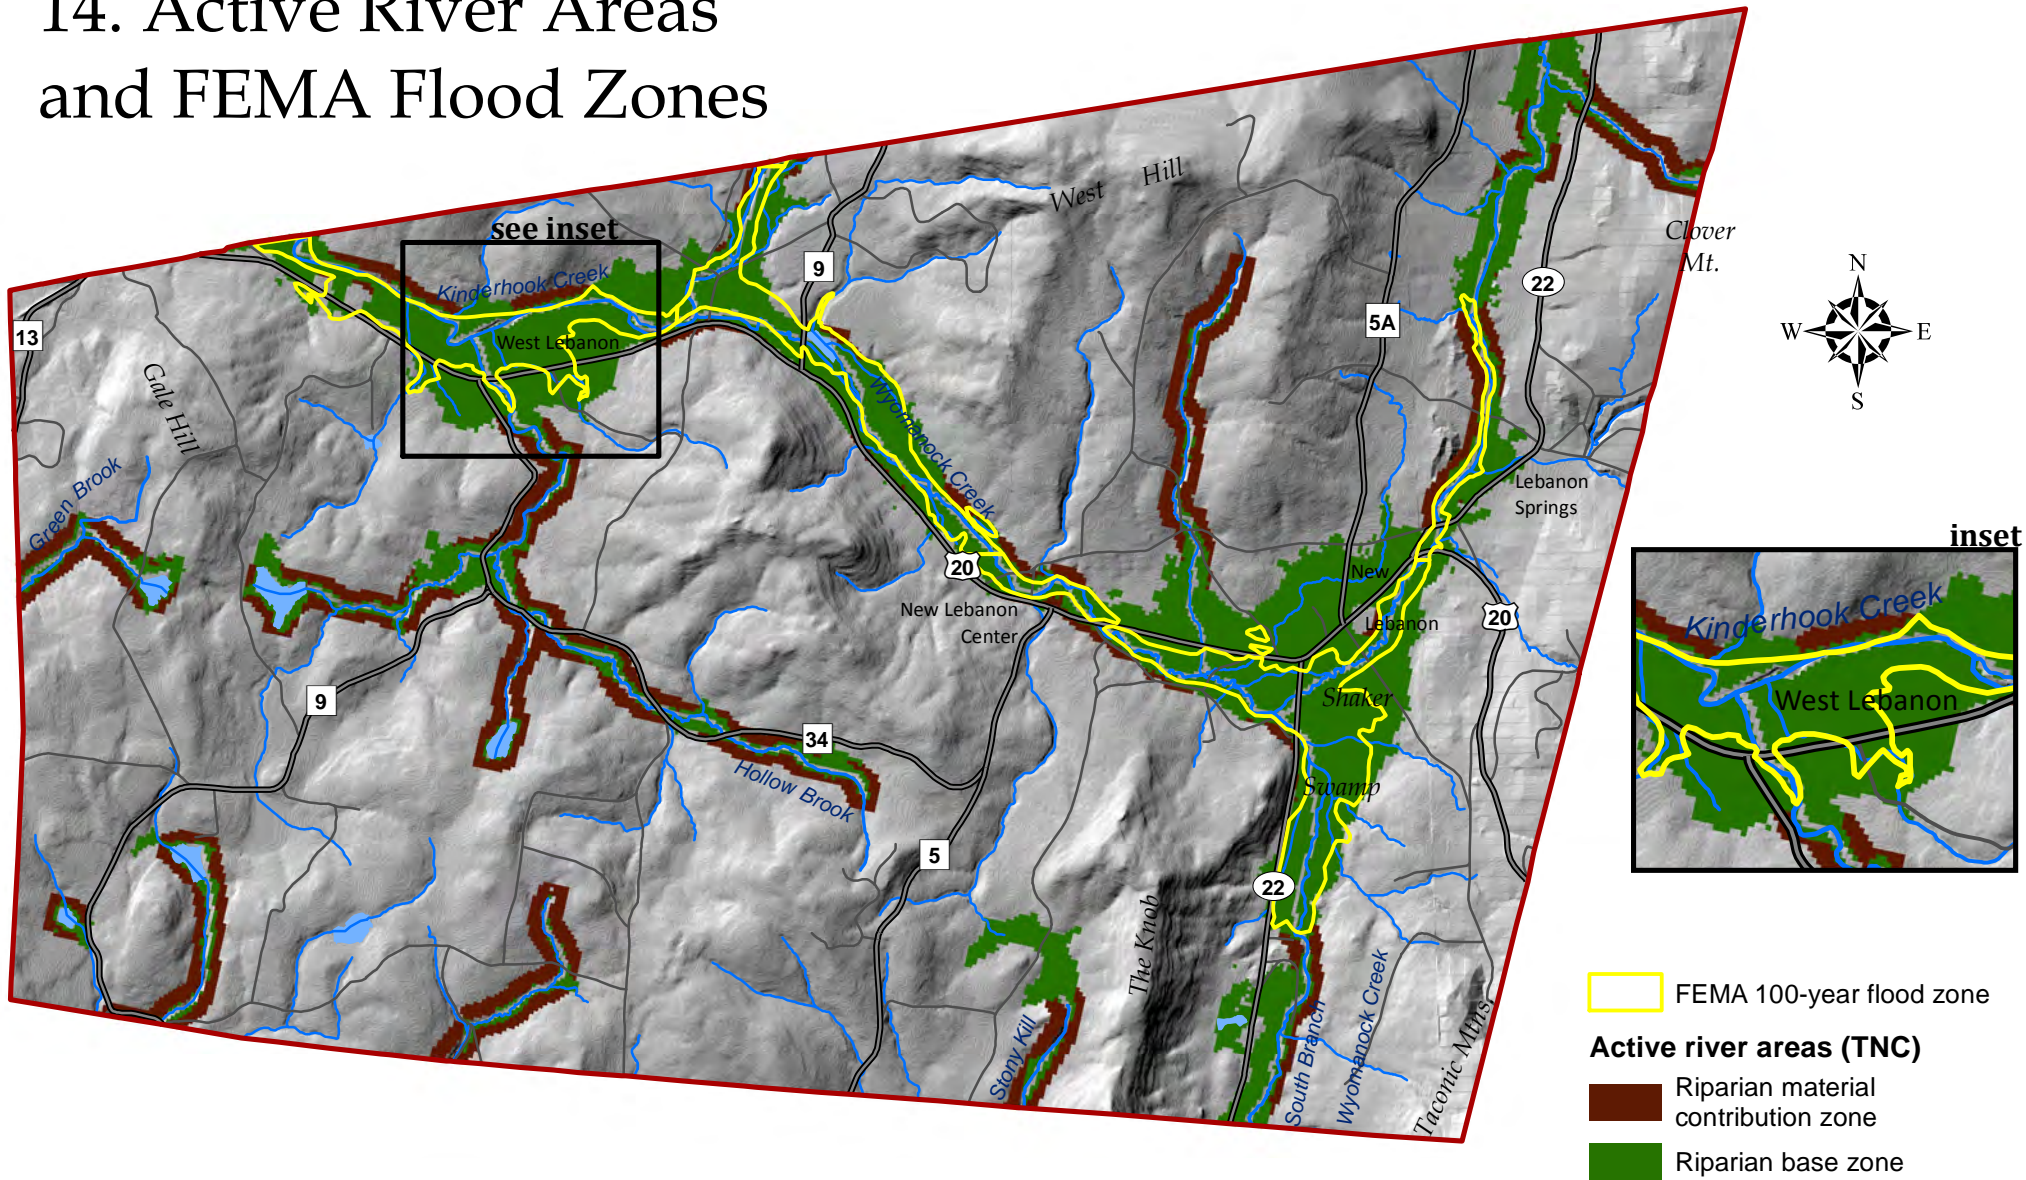 14. Active River Areas
and FEMA Flood Zones
West Hill
see inset
Clover
Mt.
N
W E
S
9
22
13
Kinderhook Creek
5A
West Lebanon
Gale Hill
Wyomanock Creek
Green Brook
Lebanon
Springs
inset
20
New
New Lebanon
Center
Lebanon
20
Kinderhook Creek
West Lebanon
9
Shaker
34
Hollow Brook
Swamp
5
22
The Knob
Stony Kill
South Branch
Wyomanock Creek
Taconic Mtns.
FEMA 100-year flood zone
Active river areas (TNC)
Riparian material
contribution zone
Riparian base zone